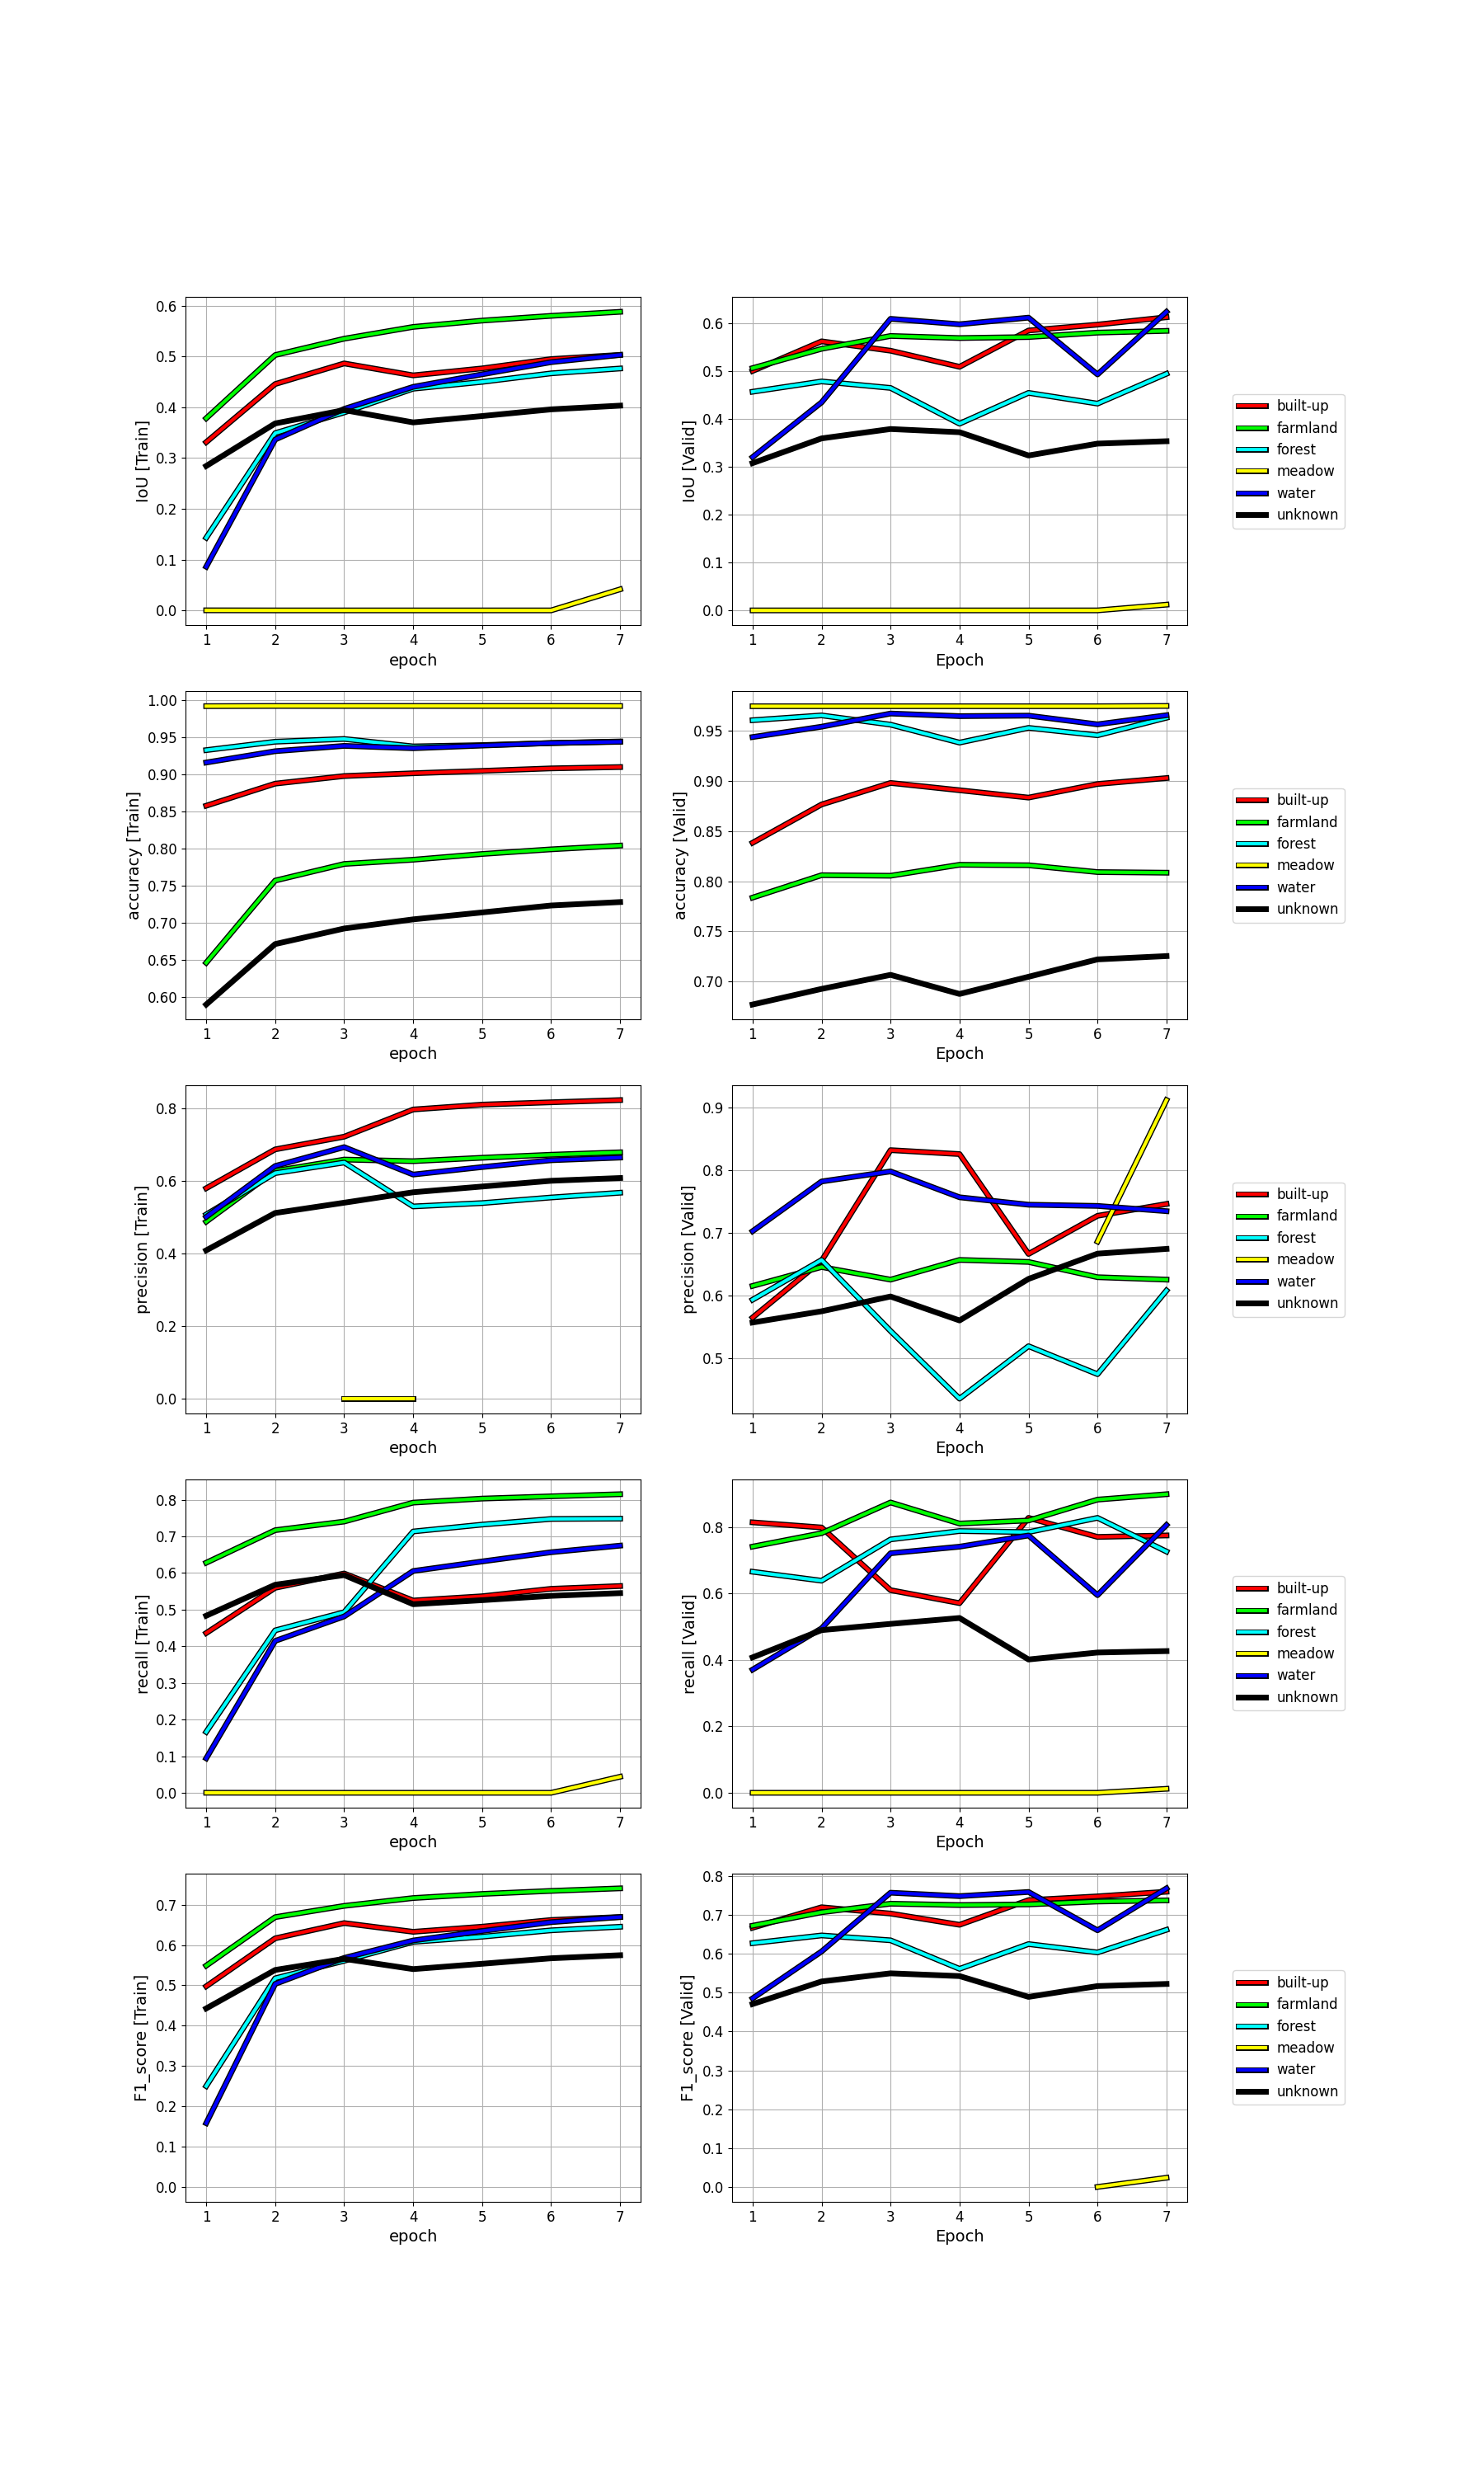 0.6
0.5
0.4
0.3
0.2
0.1
0.0
IoU [Train]
1 2 3 4 5 6 7
epoch
0.6
0.5
0.4
0.3
0.2
0.1
0.0
IoU [Valid]
1 2 3 4 5 6 7
Epoch
built-up
farmland
forest
meadow
water
unknown
1.00
0.95
0.90
0.85
0.80
0.75
0.70
0.65
0.60
accuracy [Train]
1 2 3 4 5 6 7
epoch
0.95
0.90
0.85
0.80
0.75
0.70
accuracy [Valid]
1 2 3 4 5 6 7
Epoch
built-up
farmland
forest
meadow
water
unknown
0.8
0.6
0.4
0.2
0.0
precision [Train]
1 2 3 4 5 6 7
epoch
0.9
0.8
0.7
0.6
0.5
precision [Valid]
1 2 3 4 5 6 7
Epoch
built-up
farmland
forest
meadow
water
unknown
0.8
0.7
0.6
0.5
0.4
0.3
0.2
0.1
0.0
recall [Train]
1 2 3 4 5 6 7
epoch
0.8
0.6
0.4
0.2
0.0
recall [Valid]
1 2 3 4 5 6 7
Epoch
built-up
farmland
forest
meadow
water
unknown
0.7
0.6
0.5
0.4
0.3
0.2
0.1
0.0
F1_score [Train]
1 2 3 4 5 6 7
epoch
0.8
0.7
0.6
0.5
0.4
0.3
0.2
0.1
0.0
F1_score [Valid]
1 2 3 4 5 6 7
Epoch
built-up
farmland
forest
meadow
water
unknown